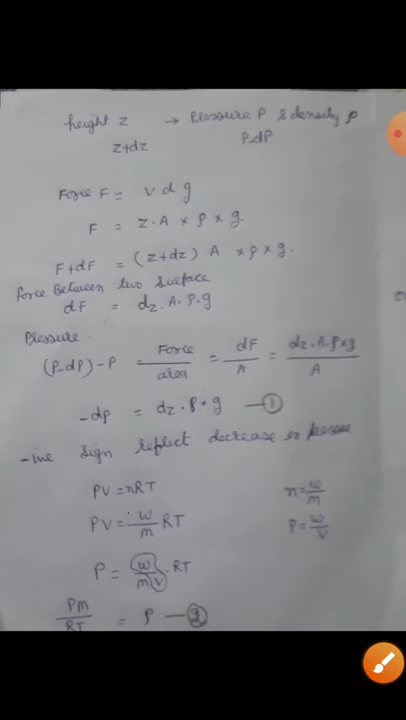 height z → Pressure P & density ρ
z+dz P-dP
Force F = V d g
F = z.A × ρ × g.
F+dF = (z+dz) A × ρ × g.
force Between two surface
dF = dz.A.ρ.g
Pressure.
(P-dP)-P = Force/area = dF/A = dz.A.ρ×g/A
-dp = dz.ρ.g —①
-ive sign reflect decrease in pressure
PV = nRT n=w/m
PV = w/m RT ρ=w/V
P = w/mV . RT
Pm/RT = ρ —②